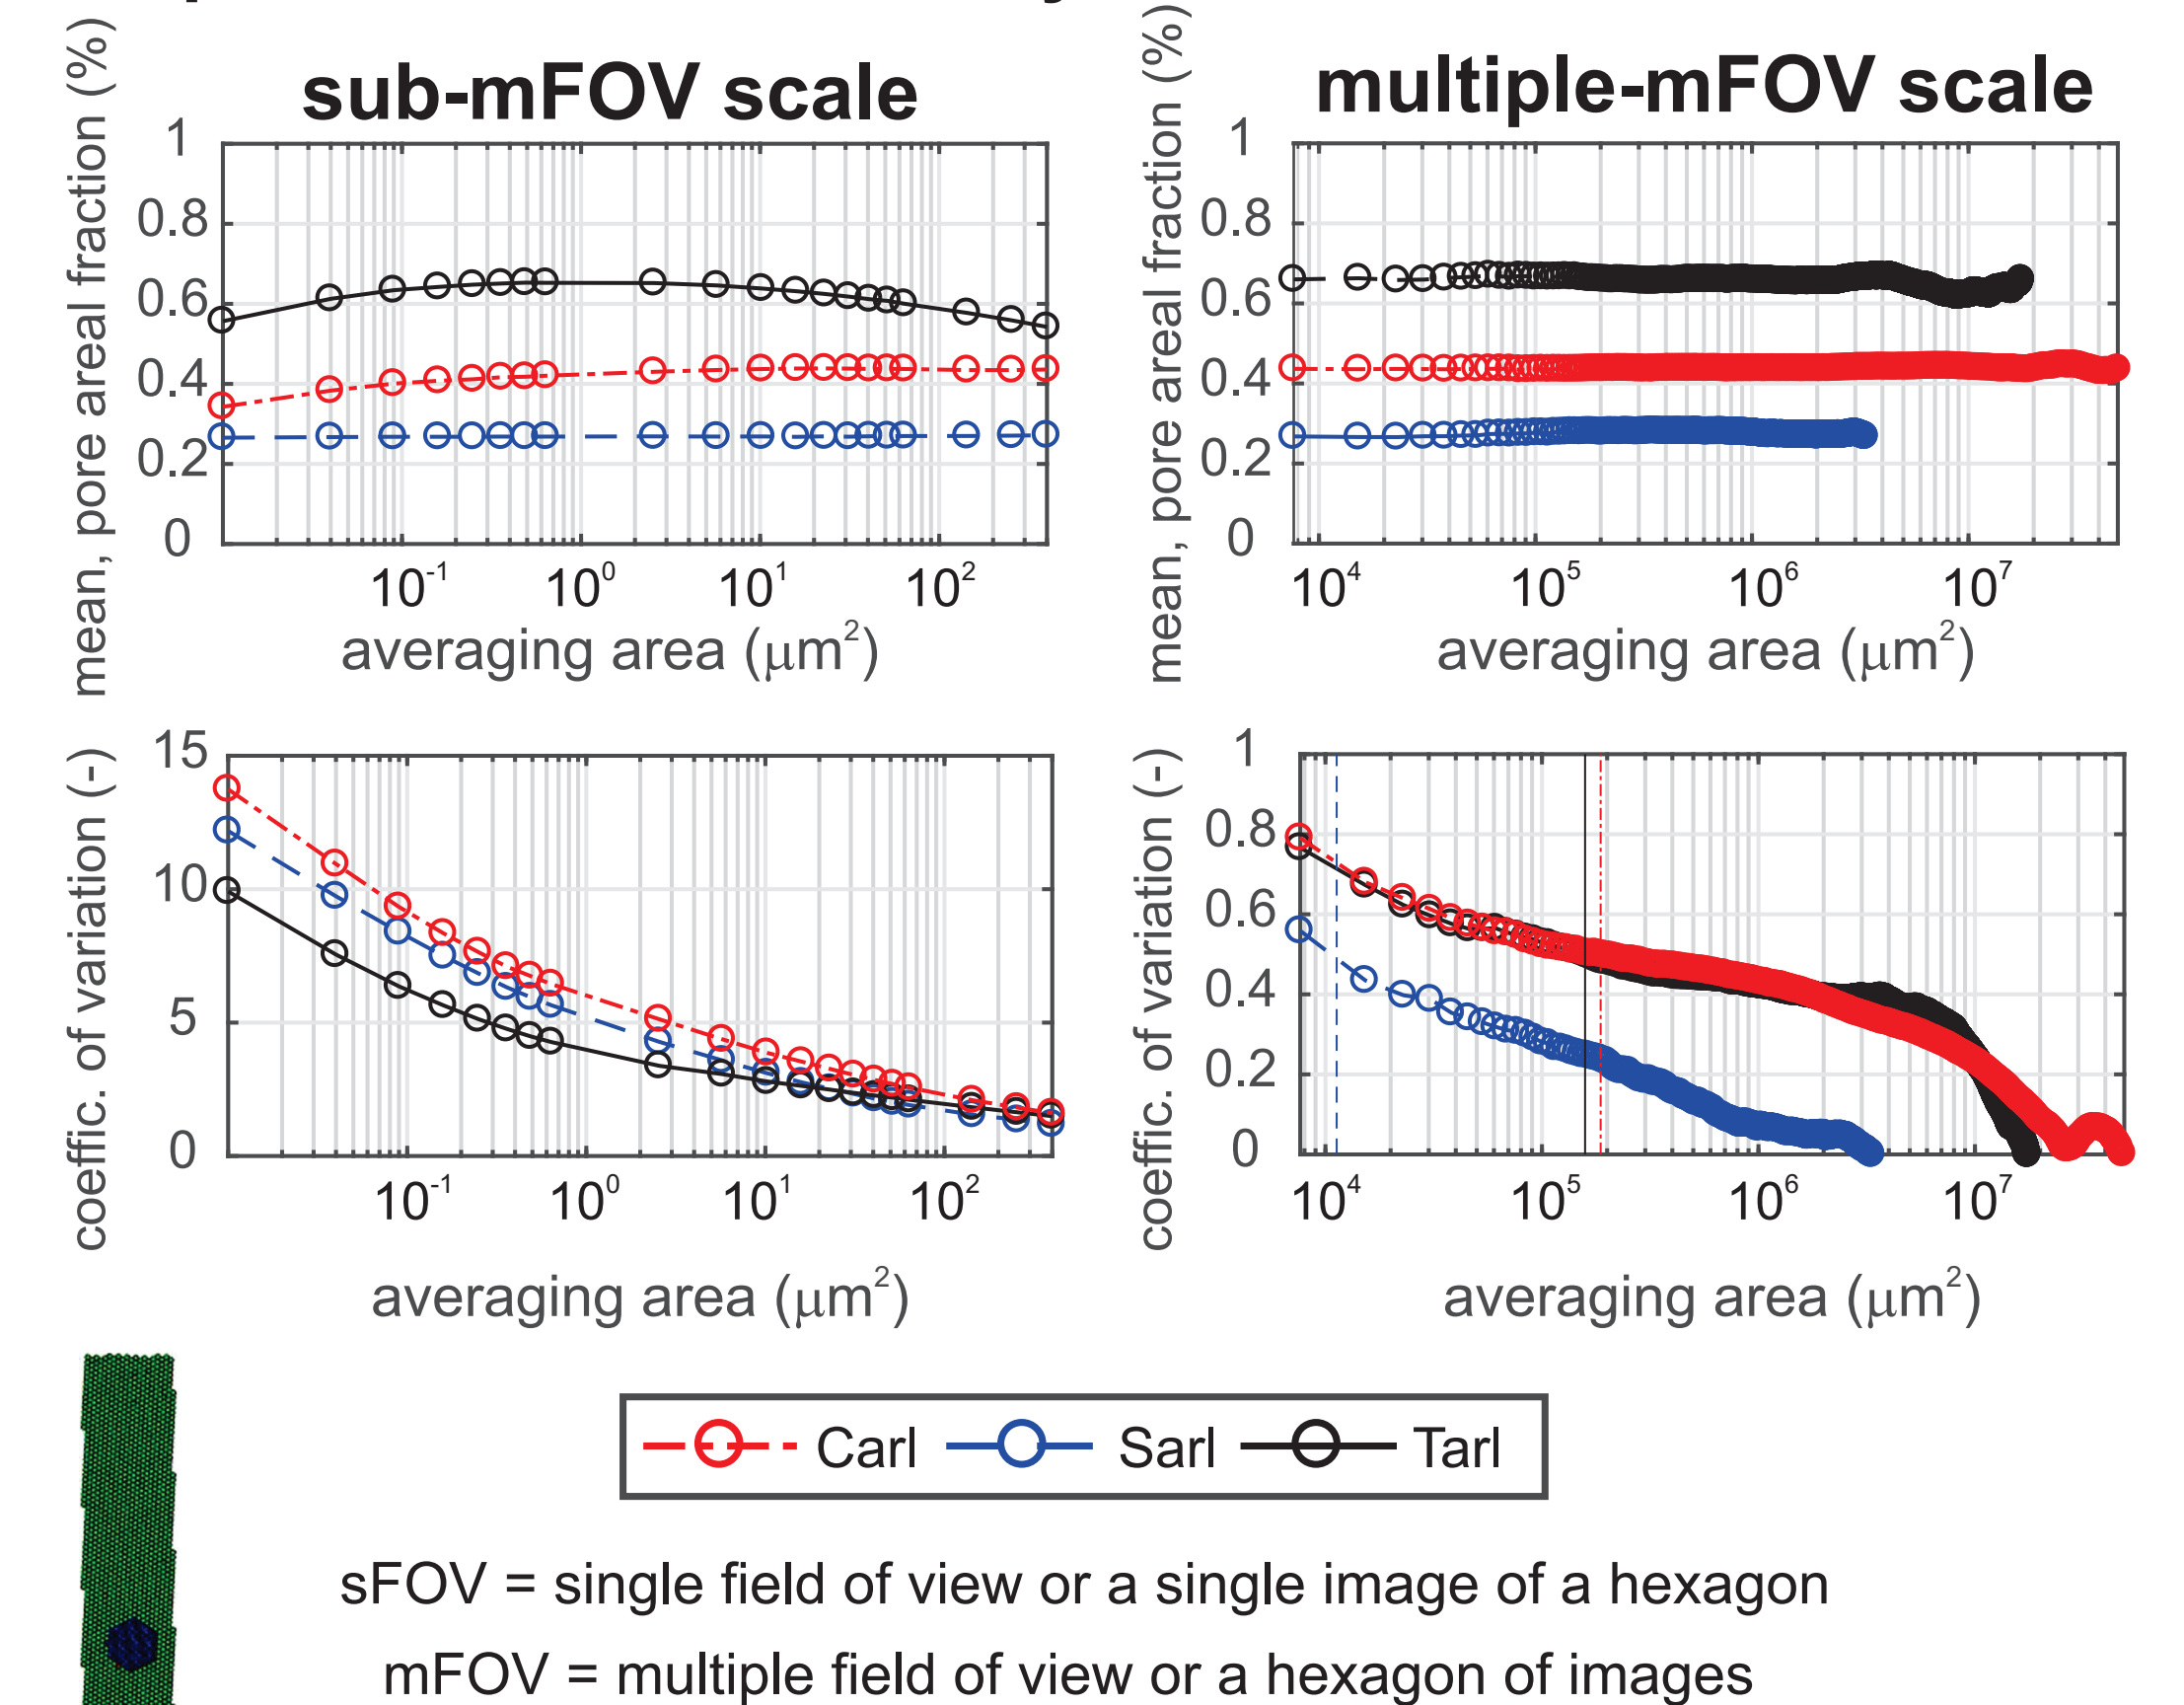 sub-mFOV scale
mean, pore areal fraction (%)
1
0.8
0.6
0.4
0.2
0
10⁻¹ 10⁰ 10¹ 10²
averaging area (μm²)
multiple-mFOV scale
mean, pore areal fraction (%)
1
0.8
0.6
0.4
0.2
0
10⁴ 10⁵ 10⁶ 10⁷
averaging area (μm²)
coeffic. of variation (-)
15
10
5
0
10⁻¹ 10⁰ 10¹ 10²
averaging area (μm²)
coeffic. of variation (-)
1
0.8
0.6
0.4
0.2
0
10⁴ 10⁵ 10⁶ 10⁷
averaging area (μm²)
Carl Sarl Tarl
sFOV = single field of view or a single image of a hexagon
mFOV = multiple field of view or a hexagon of images